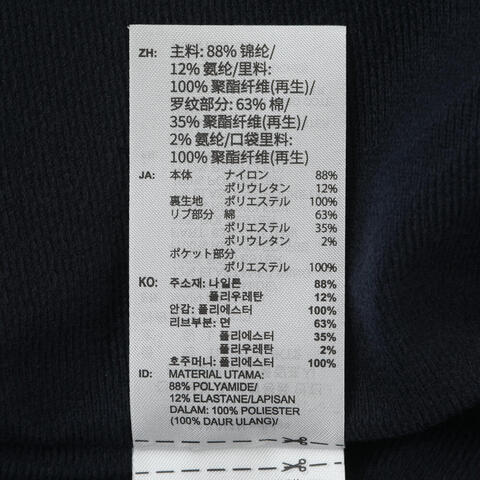 ZH: 主料: 88% 锦纶/
12% 氨纶/里料:
100% 聚酯纤维(再生)/
罗纹部分: 63% 棉/
35% 聚酯纤维(再生)/
2% 氨纶/口袋里料:
100% 聚酯纤维(再生)
JA: 本体 ナイロン 88%
ポリウレタン 12%
裏生地 ポリエステル 100%
リブ部分 綿 63%
ポリエステル 35%
ポリウレタン 2%
ポケット部分
ポリエステル 100%
KO: 주소재: 나일론 88%
폴리우레탄 12%
안감: 폴리에스터 100%
리브부분: 면 63%
폴리에스터 35%
폴리우레탄 2%
호주머니: 폴리에스터 100%
ID: MATERIAL UTAMA:
88% POLYAMIDE/
12% ELASTANE/LAPISAN
DALAM: 100% POLIESTER
(100% DAUR ULANG)/